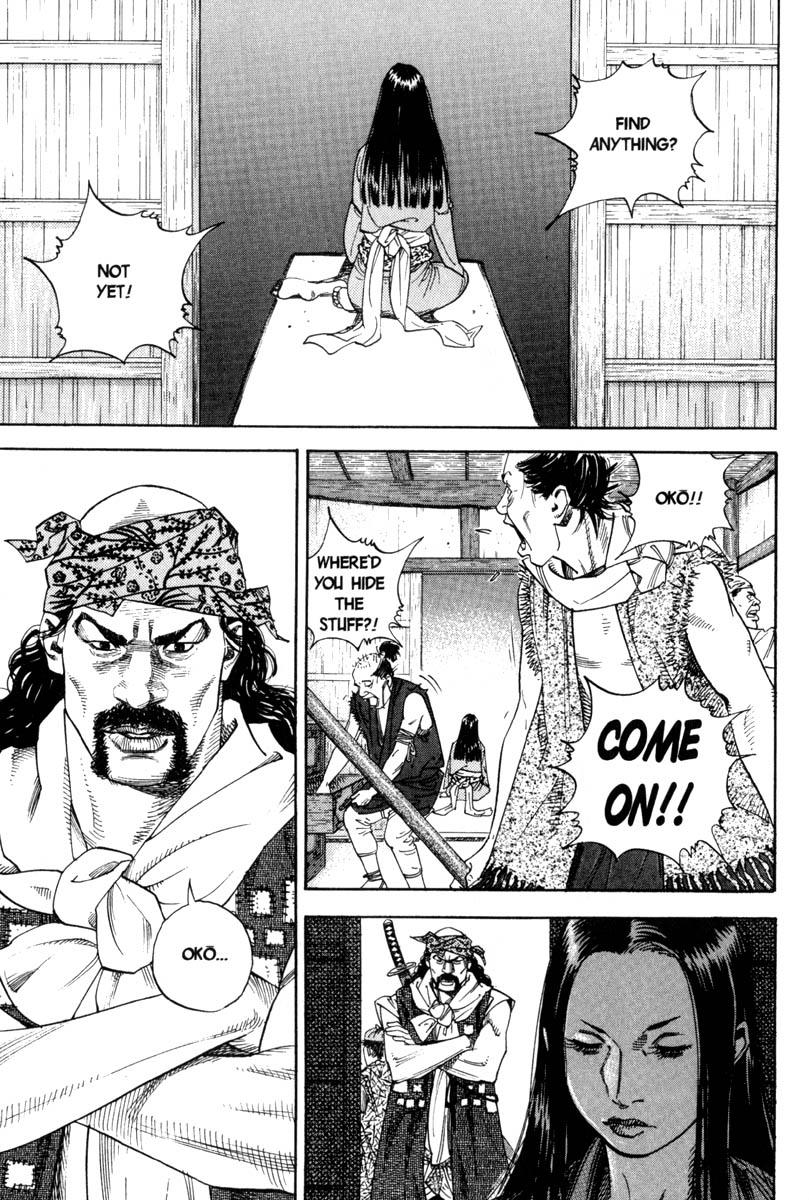 FIND
ANYTHING?
NOT
YET!
OKŌ!!
WHERE'D
YOU HIDE
THE
STUFF?!
COME
ON!!
OKŌ...